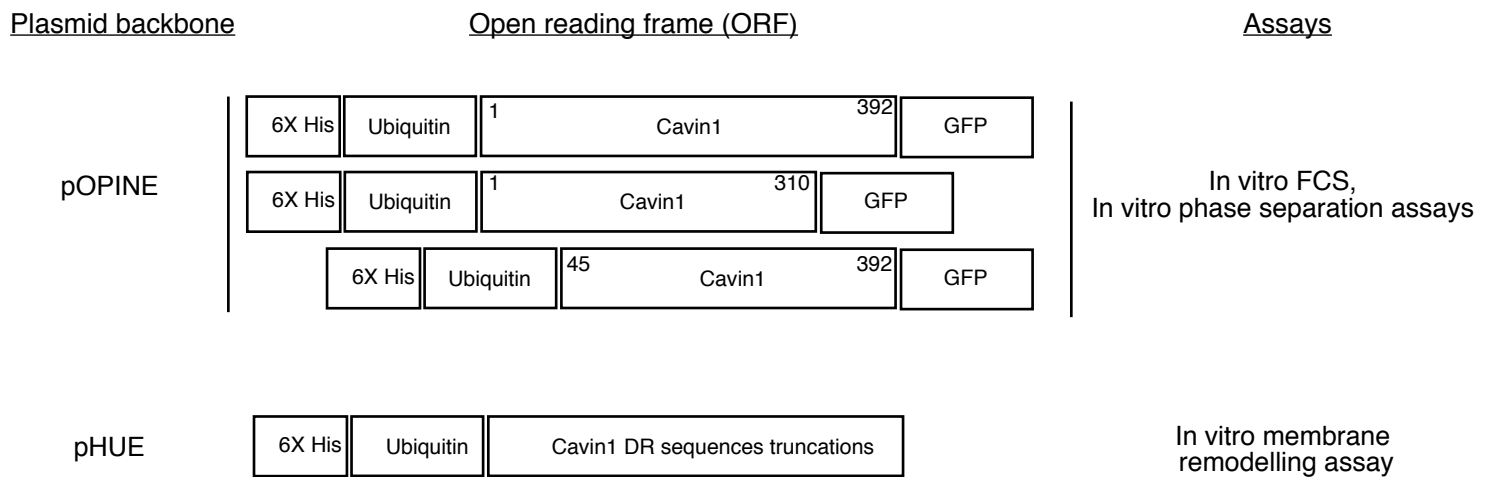 Plasmid backbone Open reading frame (ORF) Assays
6X His Ubiquitin 1 Cavin1 392 GFP
pOPINE 6X His Ubiquitin 1 Cavin1 310 GFP In vitro FCS,
In vitro phase separation assays
6X His Ubiquitin 45 Cavin1 392 GFP
pHUE 6X His Ubiquitin Cavin1 DR sequences truncations In vitro membrane
remodelling assay